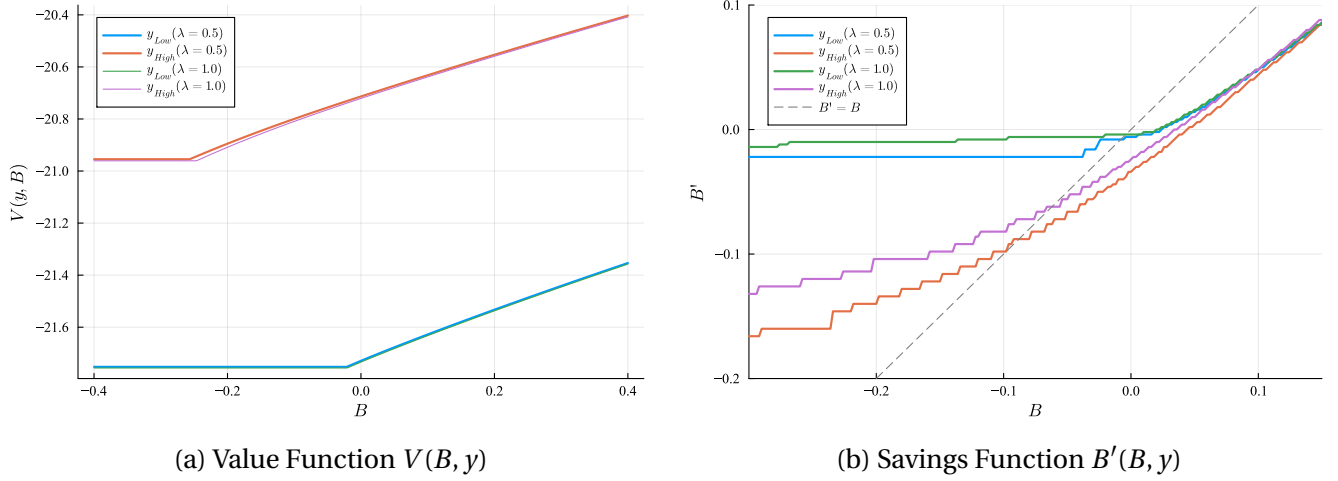 −20.4
−20.6
−20.8
−21.0
−21.2
−21.4
−21.6
V(y, B)
y_Low(λ = 0.5)
y_High(λ = 0.5)
y_Low(λ = 1.0)
y_High(λ = 1.0)
−0.4 −0.2 0.0 0.2 0.4
B
(a) Value Function V(B, y)
0.1
0.0
−0.1
−0.2
B′
y_Low(λ = 0.5)
y_High(λ = 0.5)
y_Low(λ = 1.0)
y_High(λ = 1.0)
B′ = B
−0.2 −0.1 0.0 0.1
B
(b) Savings Function B′(B, y)